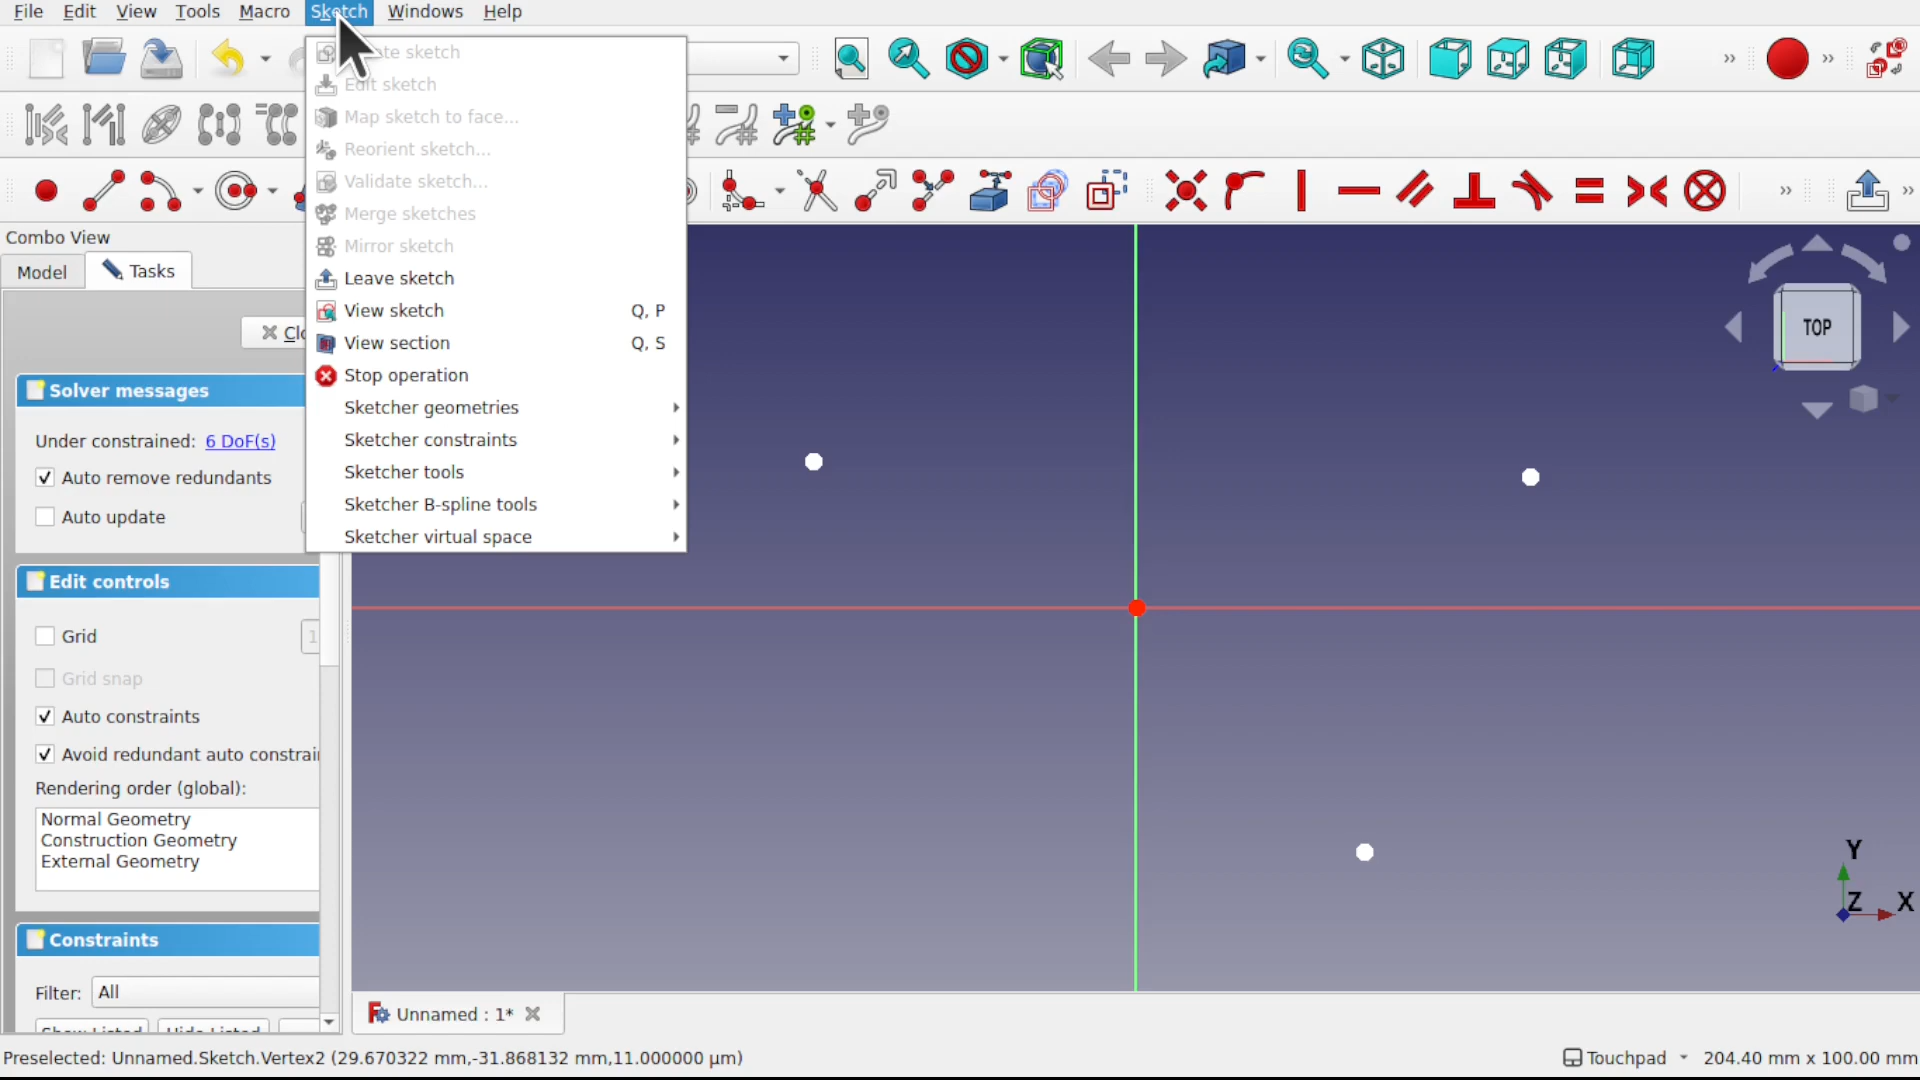 File Edit View Tools Macro Sketch Windows Help
Edit sketch
Map sketch to face...
Reorient sketch...
Validate sketch...
Merge sketches
Mirror sketch
Leave sketch
View sketch Q, P
View section Q, S
Stop operation
Sketcher geometries
Sketcher constraints
Sketcher tools
Sketcher B-spline tools
Sketcher virtual space
Combo View
Model Tasks
Solver messages
Under constrained: 6 DoF(s)
Auto remove redundants
Auto update
Edit controls
Grid 1
Grid snap
Auto constraints
Avoid redundant auto constrai
Rendering order (global):
Normal Geometry
Construction Geometry
External Geometry
Constraints
Filter: All
TOP
Y
Z X
Unnamed : 1*
Preselected: Unnamed.Sketch.Vertex2 (29.670322 mm,-31.868132 mm,11.000000 μm)
Touchpad 204.40 mm x 100.00 mm